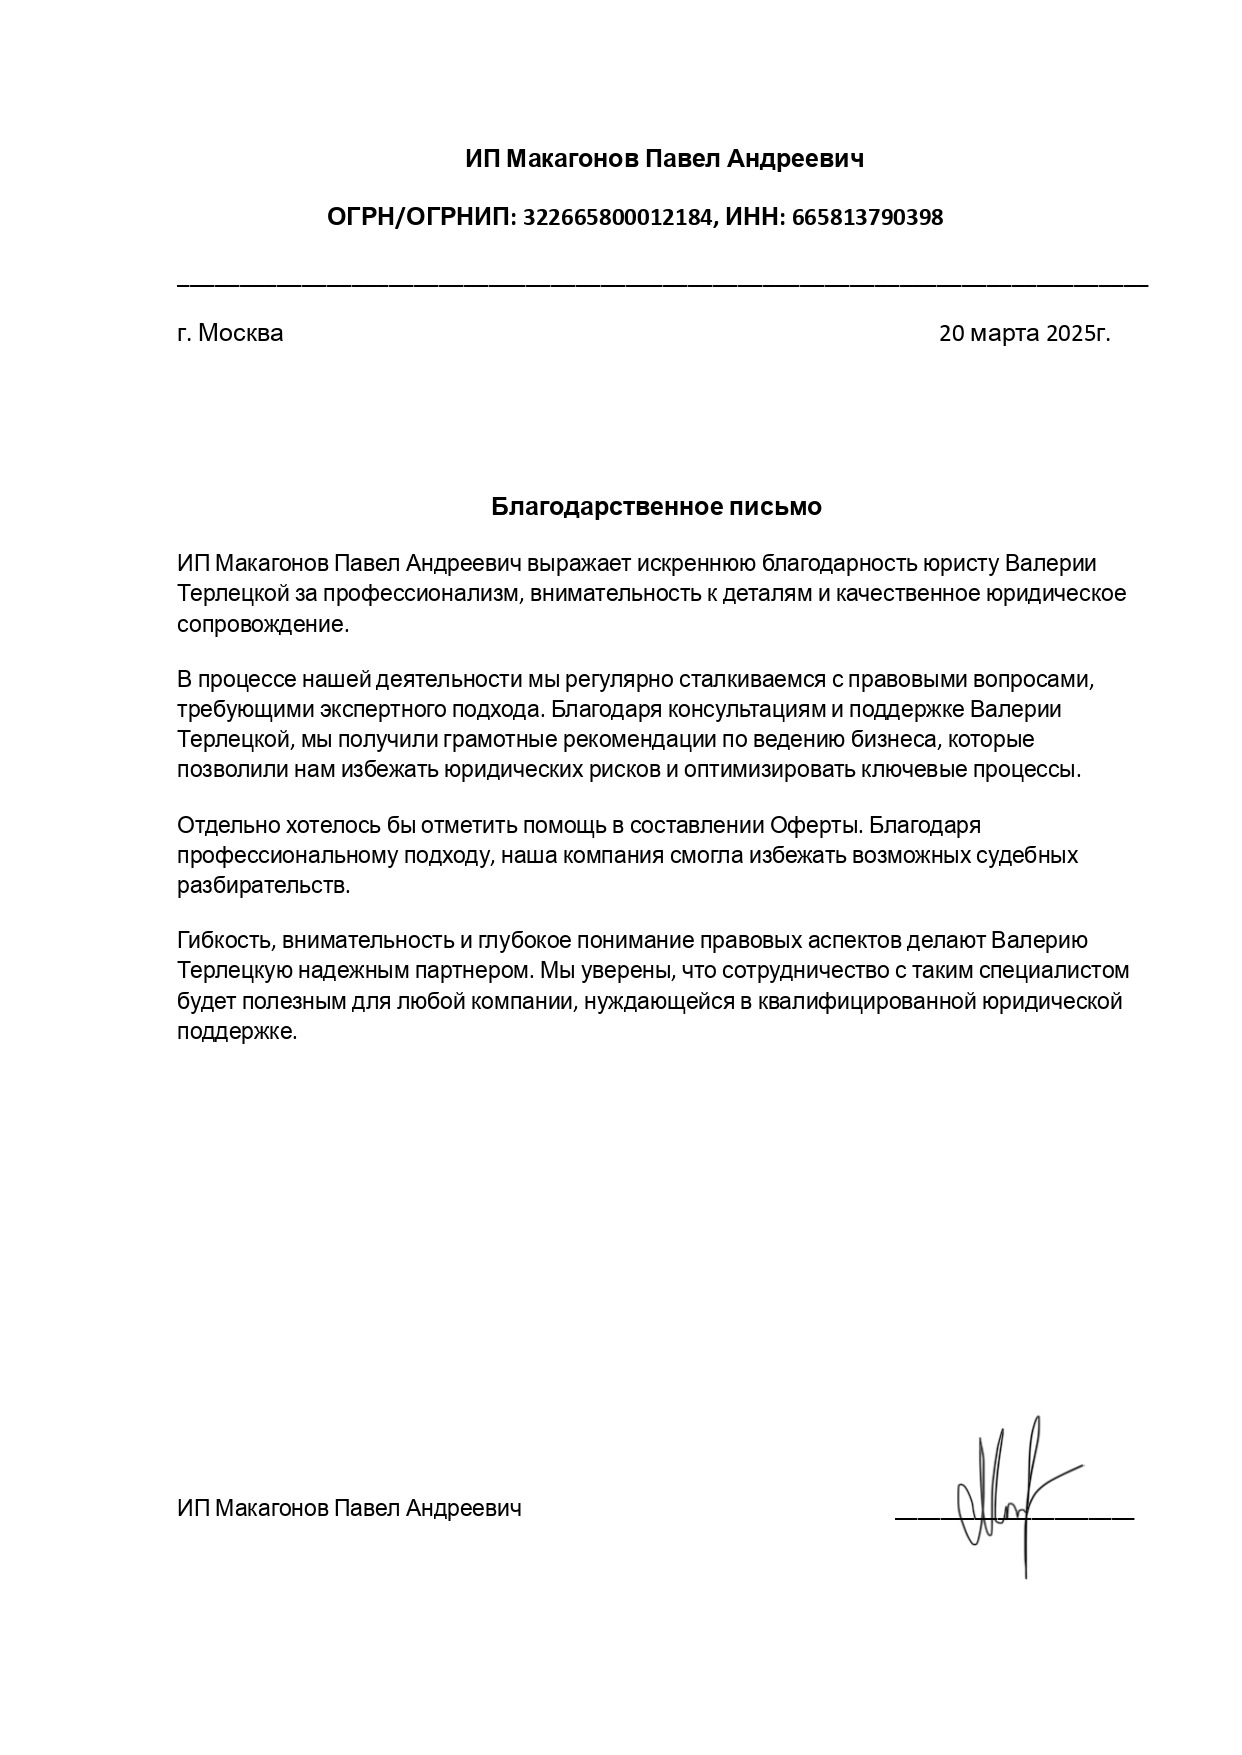 ИП Макагонов Павел Андреевич
ОГРН/ОГРНИП: 322665800012184, ИНН: 665813790398
г. Москва 20 марта 2025г.
Благодарственное письмо
ИП Макагонов Павел Андреевич выражает искреннюю благодарность юристу Валерии
Терлецкой за профессионализм, внимательность к деталям и качественное юридическое
сопровождение.
В процессе нашей деятельности мы регулярно сталкиваемся с правовыми вопросами,
требующими экспертного подхода. Благодаря консультациям и поддержке Валерии
Терлецкой, мы получили грамотные рекомендации по ведению бизнеса, которые
позволили нам избежать юридических рисков и оптимизировать ключевые процессы.
Отдельно хотелось бы отметить помощь в составлении Оферты. Благодаря
профессиональному подходу, наша компания смогла избежать возможных судебных
разбирательств.
Гибкость, внимательность и глубокое понимание правовых аспектов делают Валерию
Терлецкую надежным партнером. Мы уверены, что сотрудничество с таким специалистом
будет полезным для любой компании, нуждающейся в квалифицированной юридической
поддержке.
ИП Макагонов Павел Андреевич